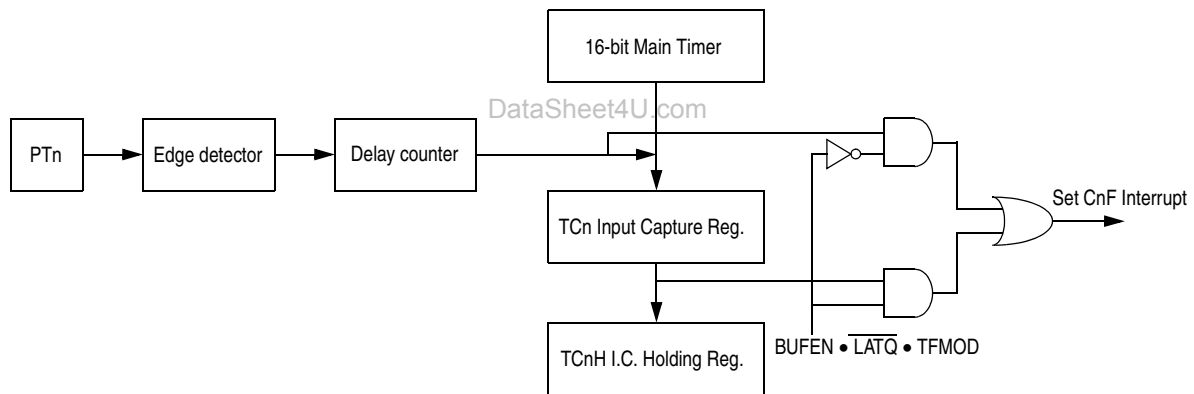 16-bit Main Timer
DataSheet4U.com
PTn
Edge detector
Delay counter
TCn Input Capture Reg.
Set CnF Interrupt
TCnH I.C. Holding Reg.
BUFEN • L̅A̅T̅Q̅ • TFMOD